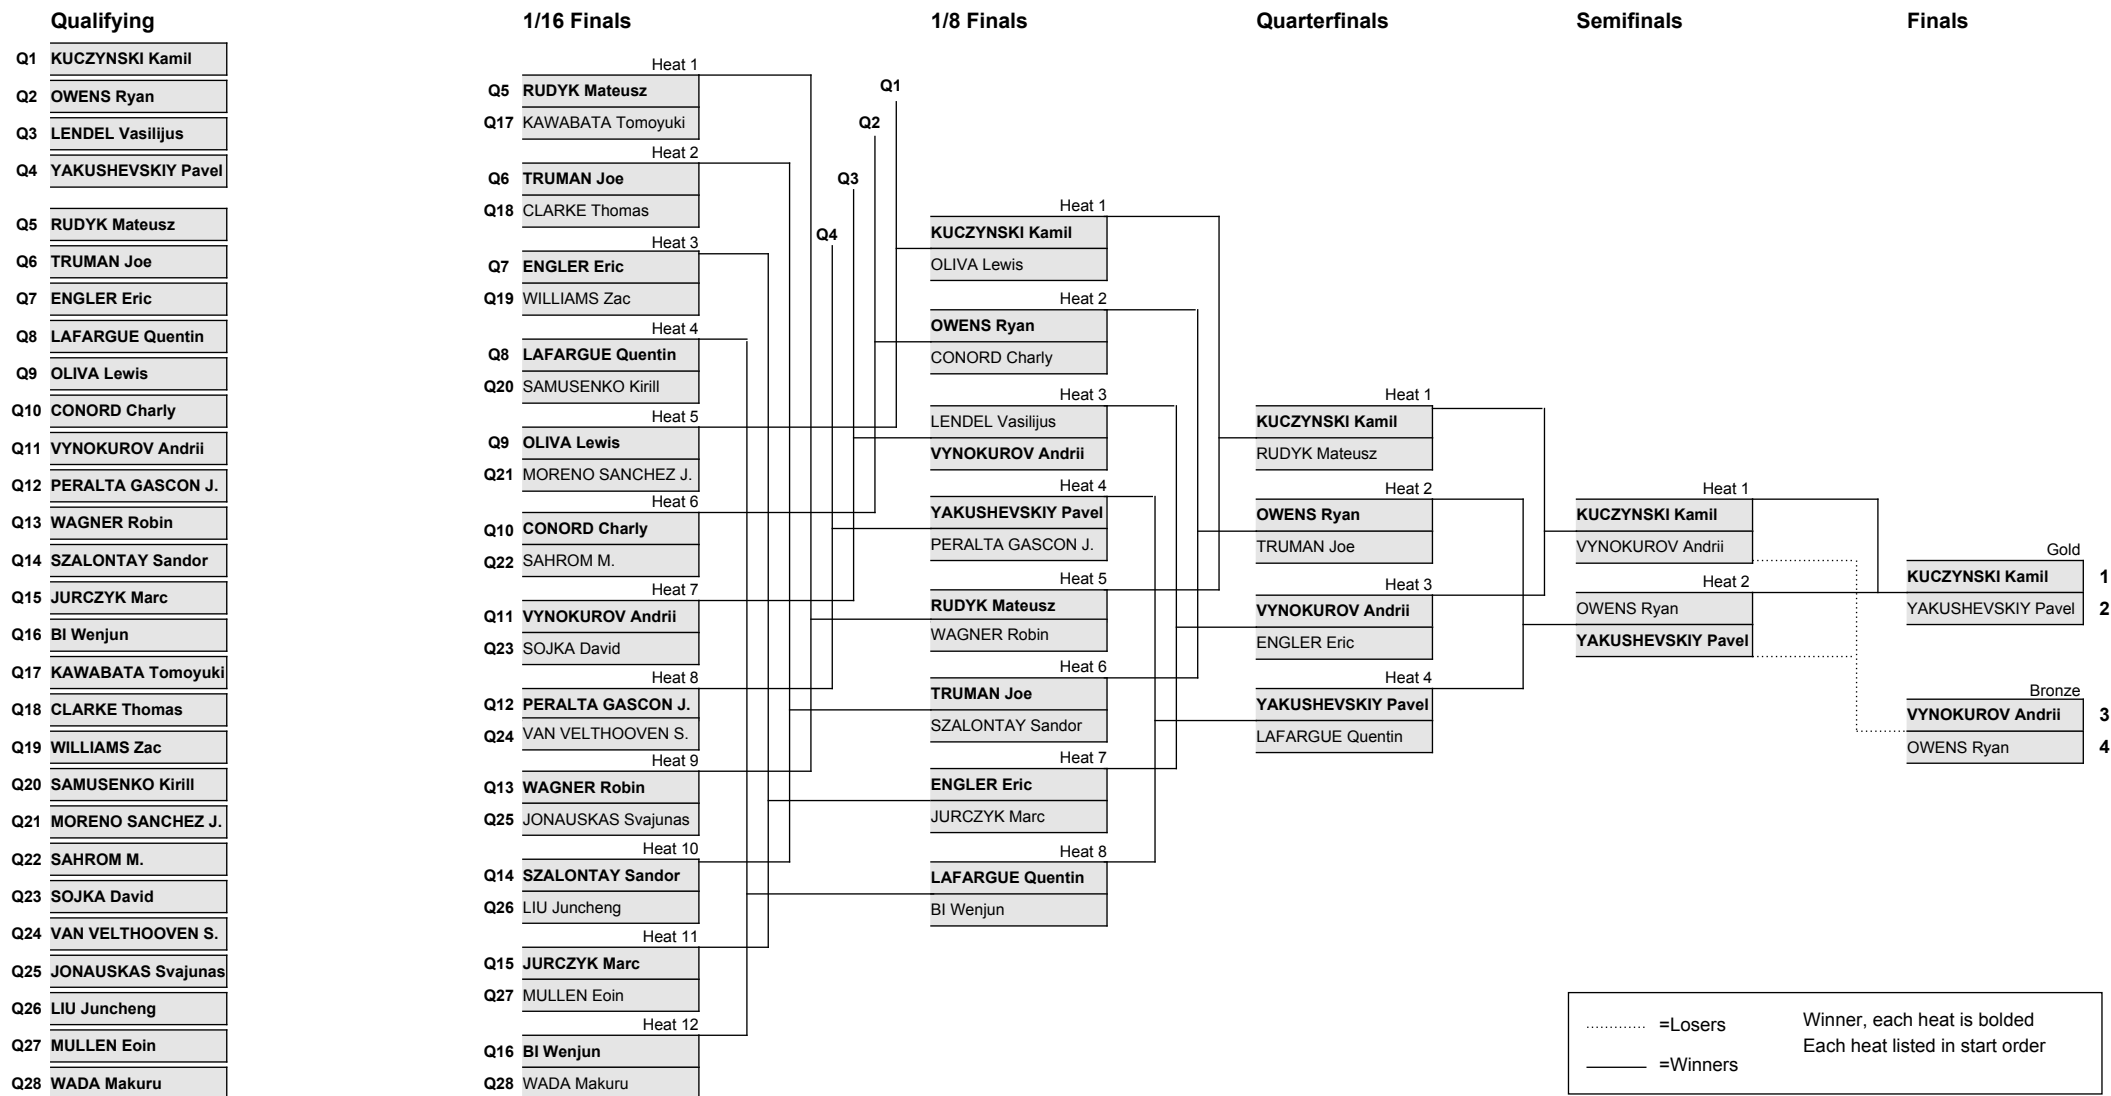 Qualifying
Q1 KUCZYNSKI Kamil
Q2 OWENS Ryan
Q3 LENDEL Vasilijus
Q4 YAKUSHEVSKIY Pavel
Q5 RUDYK Mateusz
Q6 TRUMAN Joe
Q7 ENGLER Eric
Q8 LAFARGUE Quentin
Q9 OLIVA Lewis
Q10 CONORD Charly
Q11 VYNOKUROV Andrii
Q12 PERALTA GASCON J.
Q13 WAGNER Robin
Q14 SZALONTAY Sandor
Q15 JURCZYK Marc
Q16 BI Wenjun
Q17 KAWABATA Tomoyuki
Q18 CLARKE Thomas
Q19 WILLIAMS Zac
Q20 SAMUSENKO Kirill
Q21 MORENO SANCHEZ J.
Q22 SAHROM M.
Q23 SOJKA David
Q24 VAN VELTHOOVEN S.
Q25 JONAUSKAS Svajunas
Q26 LIU Juncheng
Q27 MULLEN Eoin
Q28 WADA Makuru
1/16 Finals
Heat 1
Q5 RUDYK Mateusz
Q17 KAWABATA Tomoyuki
Heat 2
Q6 TRUMAN Joe
Q18 CLARKE Thomas
Heat 3
Q7 ENGLER Eric
Q19 WILLIAMS Zac
Heat 4
Q8 LAFARGUE Quentin
Q20 SAMUSENKO Kirill
Heat 5
Q9 OLIVA Lewis
Q21 MORENO SANCHEZ J.
Heat 6
Q10 CONORD Charly
Q22 SAHROM M.
Heat 7
Q11 VYNOKUROV Andrii
Q23 SOJKA David
Heat 8
Q12 PERALTA GASCON J.
Q24 VAN VELTHOOVEN S.
Heat 9
Q13 WAGNER Robin
Q25 JONAUSKAS Svajunas
Heat 10
Q14 SZALONTAY Sandor
Q26 LIU Juncheng
Heat 11
Q15 JURCZYK Marc
Q27 MULLEN Eoin
Heat 12
Q16 BI Wenjun
Q28 WADA Makuru
Q1
Q2
Q3
Q4
1/8 Finals
Heat 1
KUCZYNSKI Kamil
OLIVA Lewis
Heat 2
OWENS Ryan
CONORD Charly
Heat 3
LENDEL Vasilijus
VYNOKUROV Andrii
Heat 4
YAKUSHEVSKIY Pavel
PERALTA GASCON J.
Heat 5
RUDYK Mateusz
WAGNER Robin
Heat 6
TRUMAN Joe
SZALONTAY Sandor
Heat 7
ENGLER Eric
JURCZYK Marc
Heat 8
LAFARGUE Quentin
BI Wenjun
Quarterfinals
Heat 1
KUCZYNSKI Kamil
RUDYK Mateusz
Heat 2
OWENS Ryan
TRUMAN Joe
Heat 3
VYNOKUROV Andrii
ENGLER Eric
Heat 4
YAKUSHEVSKIY Pavel
LAFARGUE Quentin
Semifinals
Heat 1
KUCZYNSKI Kamil
VYNOKUROV Andrii
Heat 2
OWENS Ryan
YAKUSHEVSKIY Pavel
Finals
Gold
KUCZYNSKI Kamil 1
YAKUSHEVSKIY Pavel 2
Bronze
VYNOKUROV Andrii 3
OWENS Ryan 4
=Losers
=Winners
Winner, each heat is bolded
Each heat listed in start order